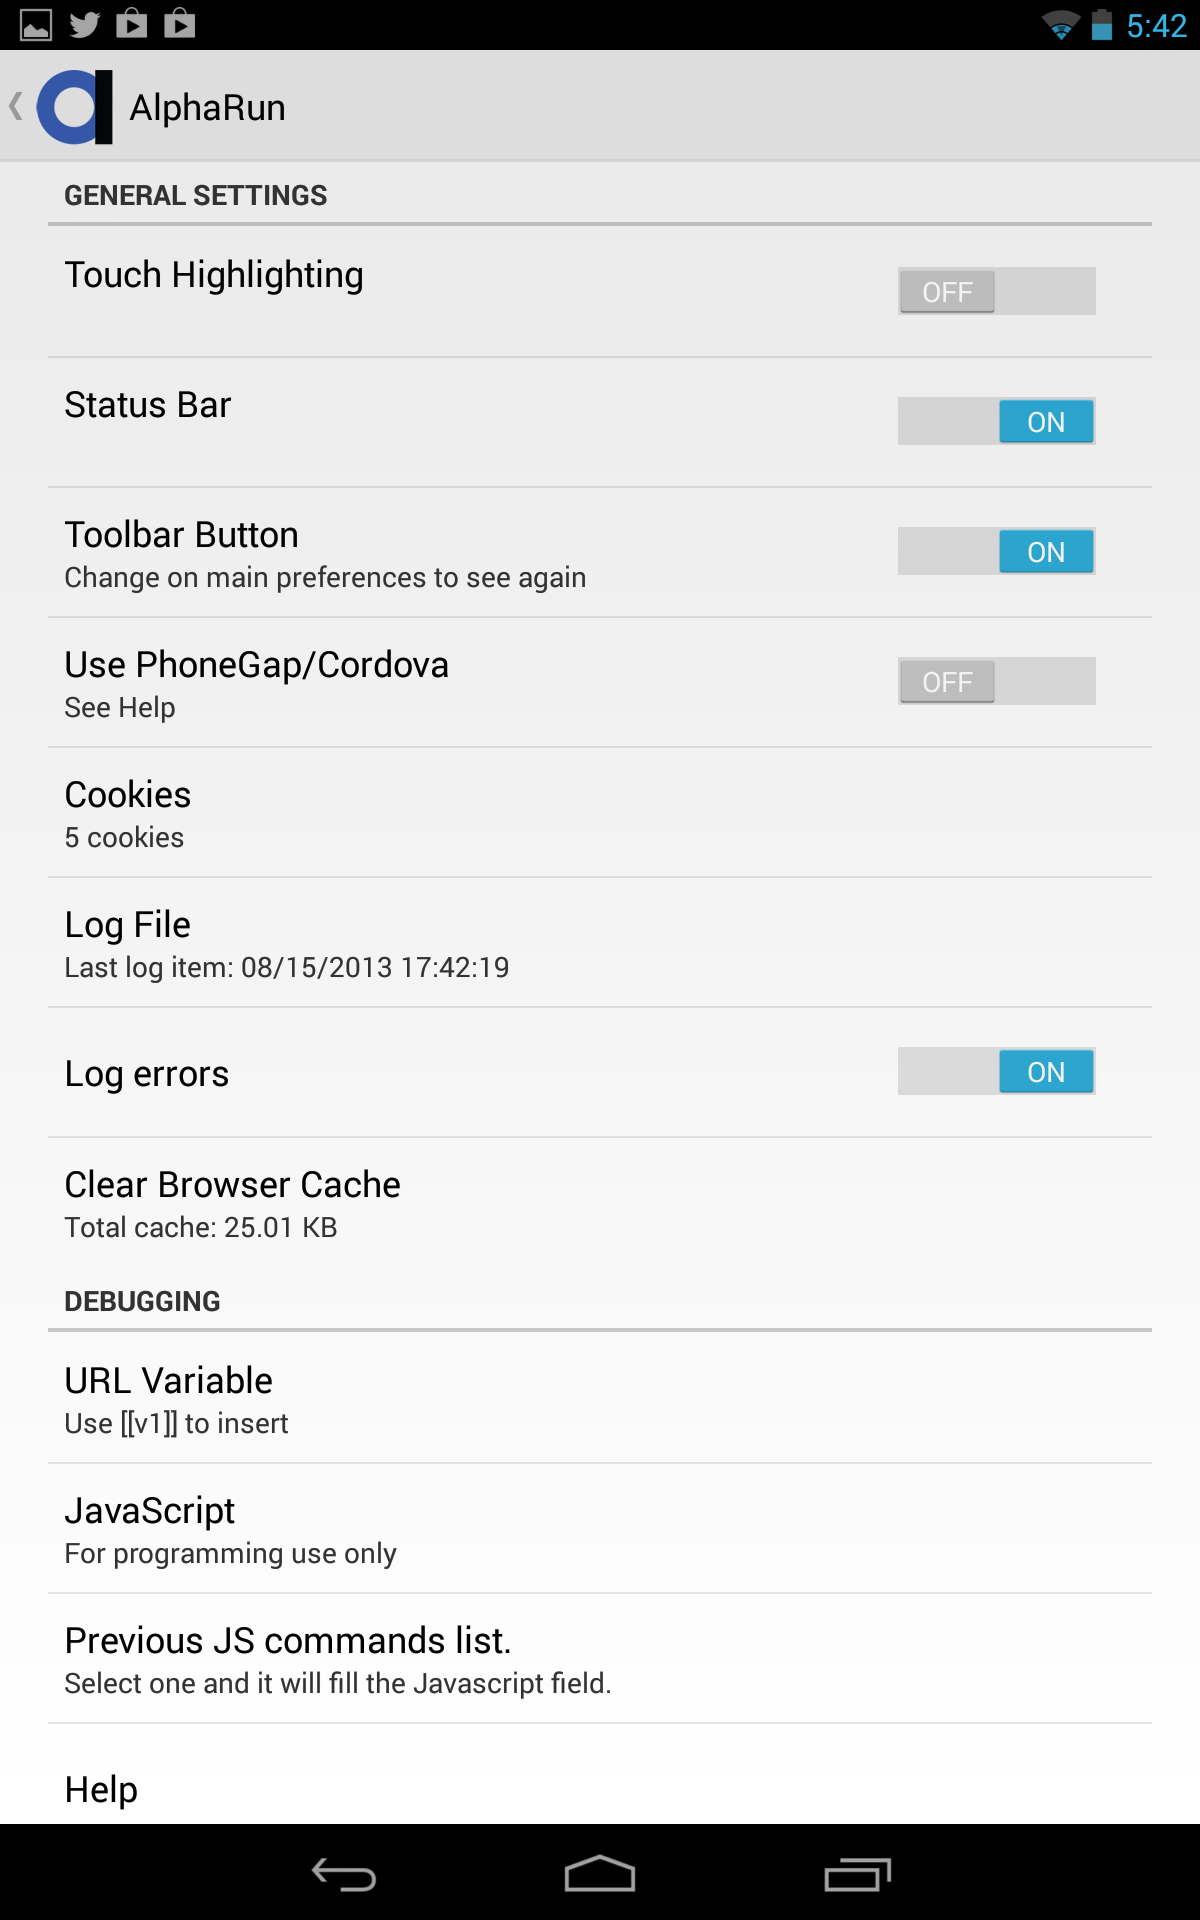 5:42
AlphaRun
GENERAL SETTINGS
Touch Highlighting
OFF
Status Bar
ON
Toolbar Button
Change on main preferences to see again
ON
Use PhoneGap/Cordova
See Help
OFF
Cookies
5 cookies
Log File
Last log item: 08/15/2013 17:42:19
Log errors
ON
Clear Browser Cache
Total cache: 25.01 KB
DEBUGGING
URL Variable
Use [[v1]] to insert
JavaScript
For programming use only
Previous JS commands list.
Select one and it will fill the Javascript field.
Help